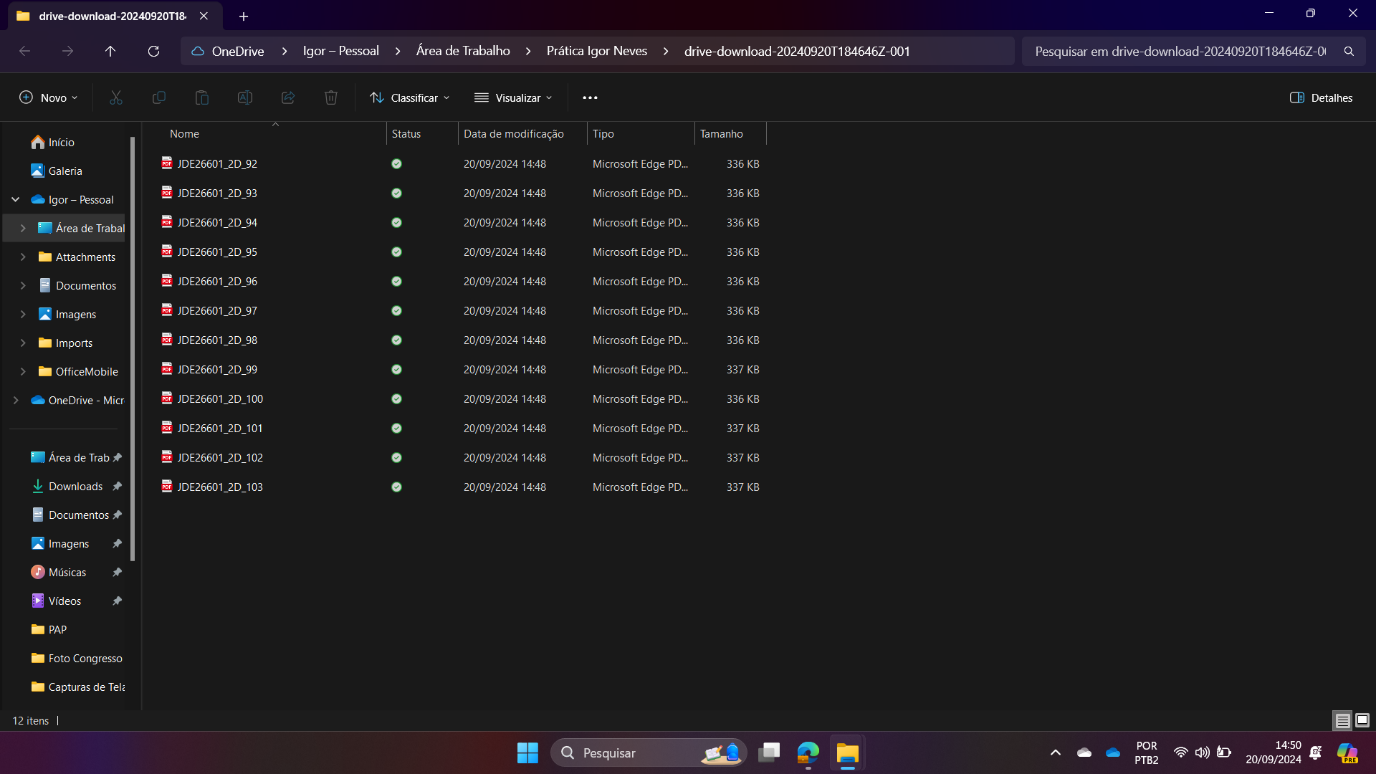 drive-download-20240920T184
OneDrive > Igor – Pessoal > Área de Trabalho > Prática Igor Neves > drive-download-20240920T184646Z-001
Pesquisar em drive-download-20240920T184646Z-0
Novo
Classificar
Visualizar
Detalhes
Nome Status Data de modificação Tipo Tamanho
JDE26601_2D_92 20/09/2024 14:48 Microsoft Edge PD... 336 KB
JDE26601_2D_93 20/09/2024 14:48 Microsoft Edge PD... 336 KB
JDE26601_2D_94 20/09/2024 14:48 Microsoft Edge PD... 336 KB
JDE26601_2D_95 20/09/2024 14:48 Microsoft Edge PD... 336 KB
JDE26601_2D_96 20/09/2024 14:48 Microsoft Edge PD... 336 KB
JDE26601_2D_97 20/09/2024 14:48 Microsoft Edge PD... 336 KB
JDE26601_2D_98 20/09/2024 14:48 Microsoft Edge PD... 336 KB
JDE26601_2D_99 20/09/2024 14:48 Microsoft Edge PD... 337 KB
JDE26601_2D_100 20/09/2024 14:48 Microsoft Edge PD... 336 KB
JDE26601_2D_101 20/09/2024 14:48 Microsoft Edge PD... 337 KB
JDE26601_2D_102 20/09/2024 14:48 Microsoft Edge PD... 337 KB
JDE26601_2D_103 20/09/2024 14:48 Microsoft Edge PD... 337 KB
Início
Galeria
Igor – Pessoal
Área de Trabal
Attachments
Documentos
Imagens
Imports
OfficeMobile
OneDrive - Micr
Área de Trab
Downloads
Documentos
Imagens
Músicas
Vídeos
PAP
Foto Congresso
Capturas de Tela
12 itens
Pesquisar
POR
PTB2
14:50
20/09/2024
PRE